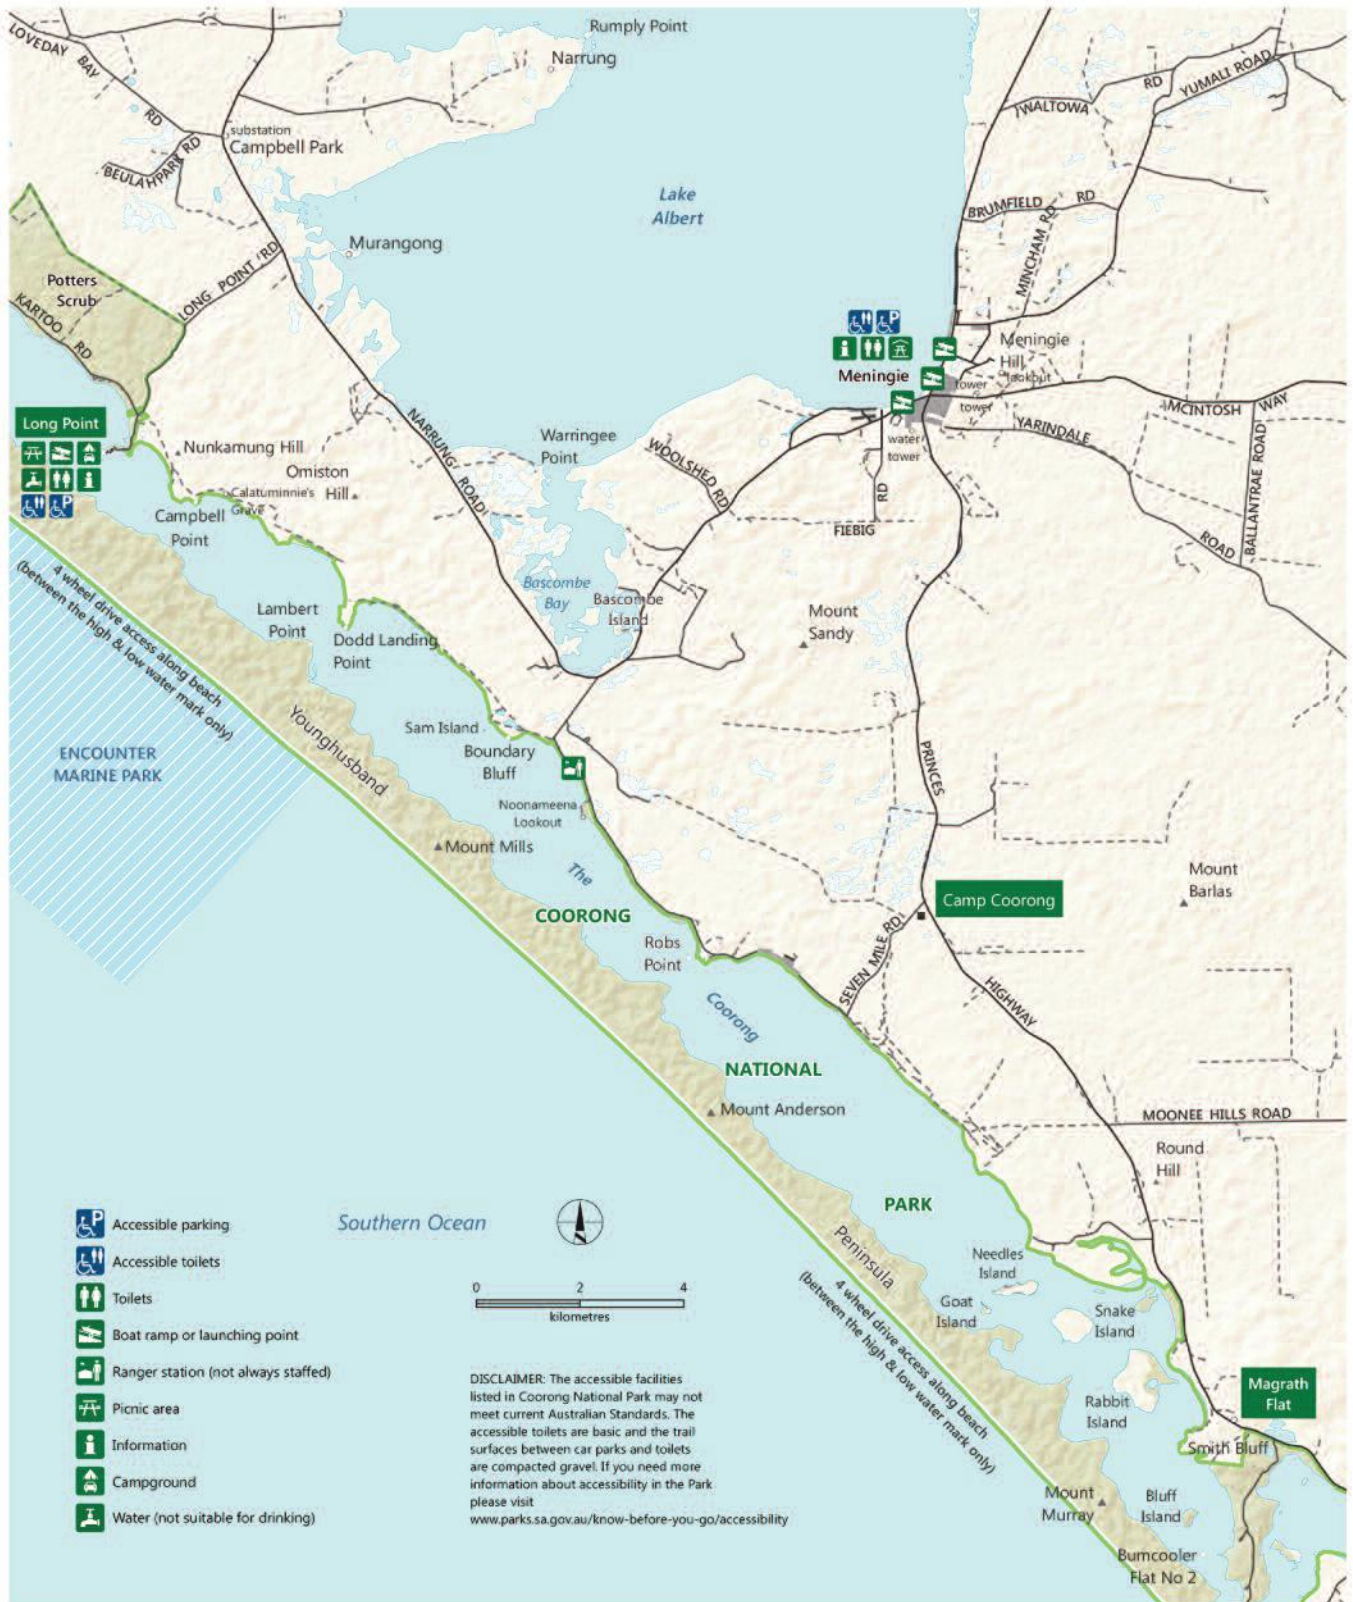 Rumply Point
Narrung
LOVEDAY BAY RD
substation
Campbell Park
BEULAHPARK RD
WALTOWA RD
YUMALI ROAD
Lake
Albert
BRUMFIELD RD
MINCHAM RD
Murangong
LONG POINT RD
Potters
Scrub
KARTOO RD
Meningie
Meningie
Hill
lookout
tower
tower
water
tower
MCINTOSH WAY
YARINDALE ROAD
BALLANTRAE ROAD
Long Point
Nunkamung Hill
Omiston
Hill
Calatuminnie's
Grave
Campbell
Point
NARRUNG ROAD
Warringee
Point
WOOLSHED RD
FIEBIG RD
4 wheel drive access along beach
(between the high & low water mark only)
Lambert
Point
Dodd Landing
Point
Bascombe
Bay
Bascombe
Island
Mount
Sandy
ENCOUNTER
MARINE PARK
Younghusband
Sam Island
Boundary
Bluff
Noonameena
Lookout
PRINCES
Mount Mills
The
COORONG
Mount
Barlas
Camp Coorong
Robs
Point
SEVEN MILE RD
HIGHWAY
Coorong
NATIONAL
Mount Anderson
MOONEE HILLS ROAD
Round
Hill
PARK
Peninsula
4 wheel drive access along beach
(between the high & low water mark only)
Needles
Island
Goat
Island
Snake
Island
Rabbit
Island
Magrath
Flat
Smith Bluff
Mount
Murray
Bluff
Island
Bumcooler
Flat No 2
Southern Ocean
N
0 2 4
kilometres
P Accessible parking
Accessible toilets
Toilets
Boat ramp or launching point
Ranger station (not always staffed)
Picnic area
Information
Campground
Water (not suitable for drinking)
DISCLAIMER: The accessible facilities
listed in Coorong National Park may not
meet current Australian Standards. The
accessible toilets are basic and the trail
surfaces between car parks and toilets
are compacted gravel. If you need more
information about accessibility in the Park
please visit
www.parks.sa.gov.au/know-before-you-go/accessibility